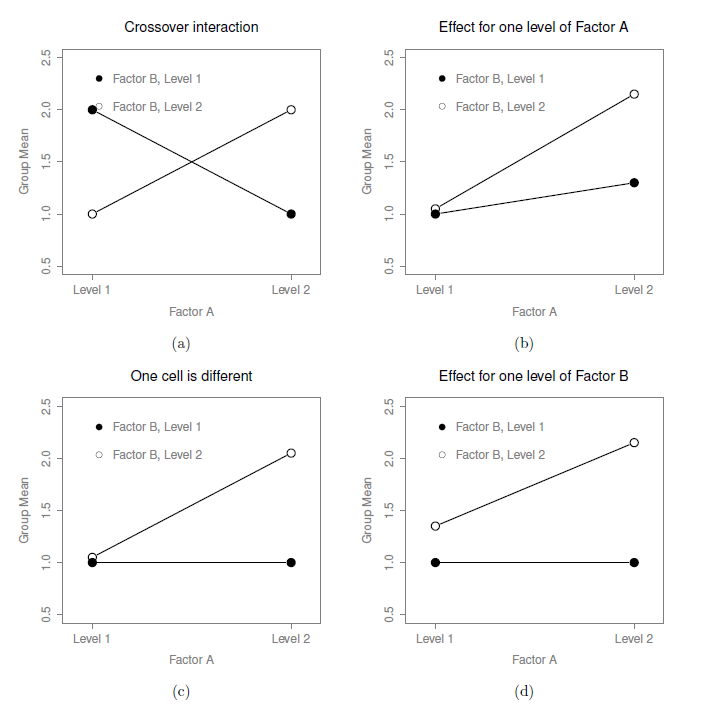 Crossover interaction
Effect for one level of Factor A
2.5
2.0
1.5
1.0
0.5
Group Mean
Factor B, Level 1
Factor B, Level 2
Level 1
Level 2
Factor A
(a)
2.5
2.0
1.5
1.0
0.5
Group Mean
Factor B, Level 1
Factor B, Level 2
Level 1
Level 2
Factor A
(b)
One cell is different
Effect for one level of Factor B
2.5
2.0
1.5
1.0
0.5
Group Mean
Factor B, Level 1
Factor B, Level 2
Level 1
Level 2
Factor A
(c)
2.5
2.0
1.5
1.0
0.5
Group Mean
Factor B, Level 1
Factor B, Level 2
Level 1
Level 2
Factor A
(d)